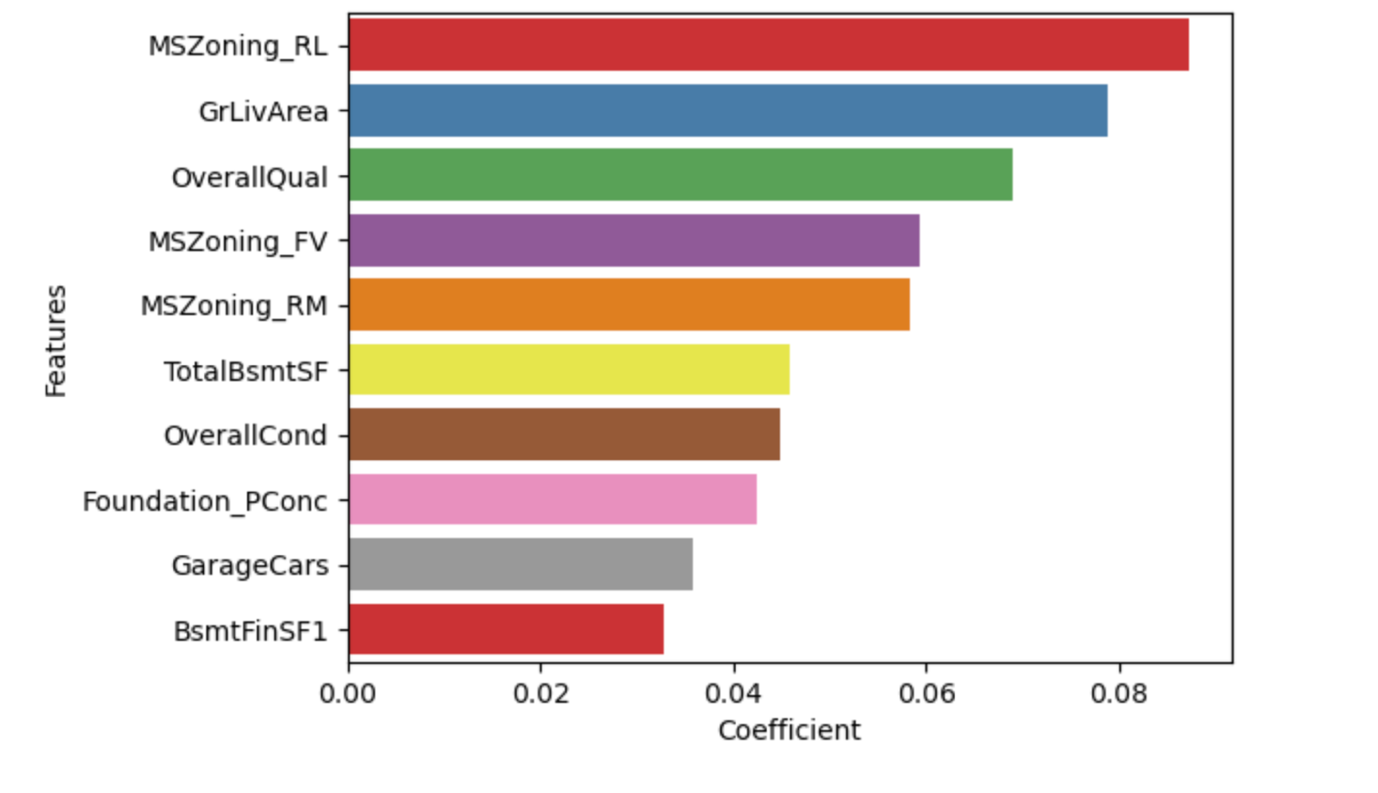 MSZoning_RL
GrLivArea
OverallQual
MSZoning_FV
MSZoning_RM
TotalBsmtSF
OverallCond
Foundation_PConc
GarageCars
BsmtFinSF1
Features
0.00 0.02 0.04 0.06 0.08
Coefficient